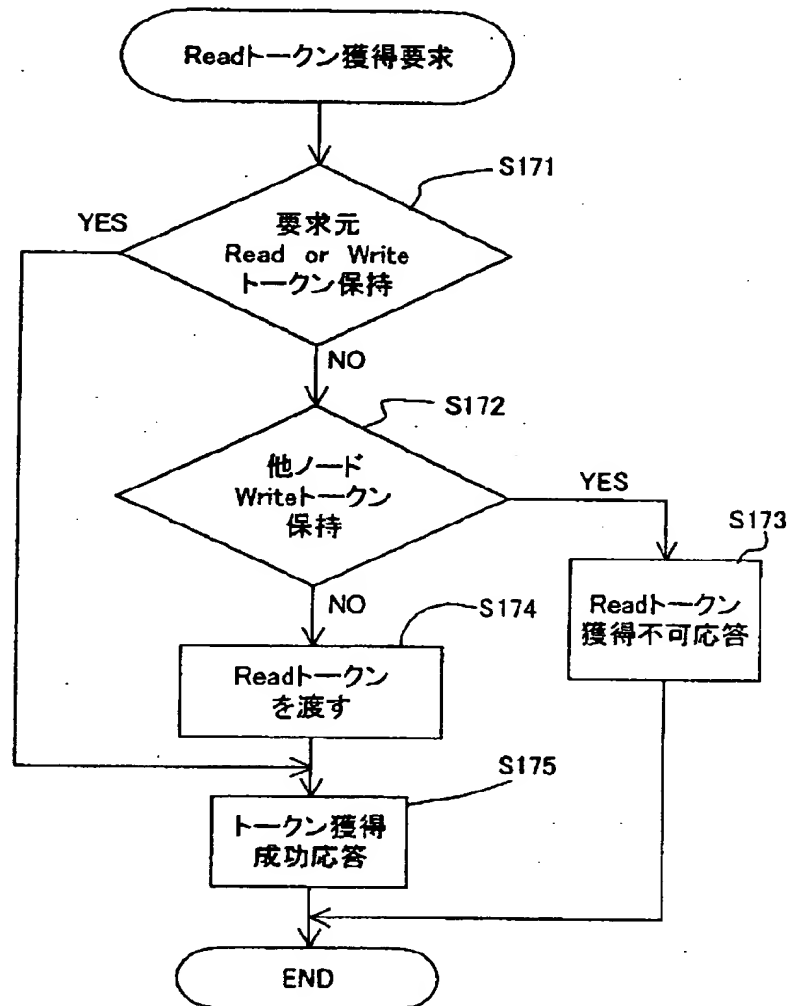 Readトークン獲得要求
S171
YES
要求元
Read or Write
トークン保持
NO
S172
他ノード
Writeトークン
保持
YES
S173
NO
S174
Readトークン
獲得不可応答
Readトークン
を渡す
S175
トークン獲得
成功応答
END